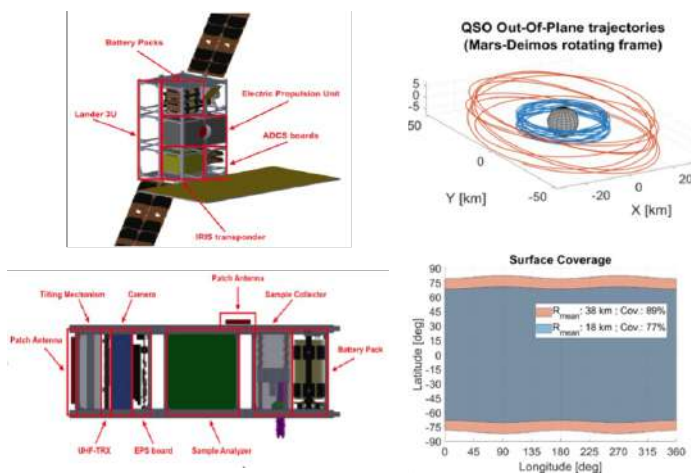 Battery Packs
Lander 3U
Electric Propulsion Unit
ADCS boards
IRIS transponder
QSO Out-Of-Plane trajectories
(Mars-Deimos rotating frame)
5
0
-5
50
0
-50
Y [km]
-20
0
20
X [km]
Patch Antenna
Tilting Mechanism
Camera
Sample Collector
Patch Antenna
Battery Pack
UHF-TRX
EPS board
Sample Analyzer
Surface Coverage
Latitude [deg]
90
75
60
45
30
15
0
-15
-30
-45
-60
-75
-90
R mean: 38 km ; Cov.: 89%
R mean: 18 km ; Cov.: 77%
0 45 90 135 180 225 270 315 360
Longitude [deg]